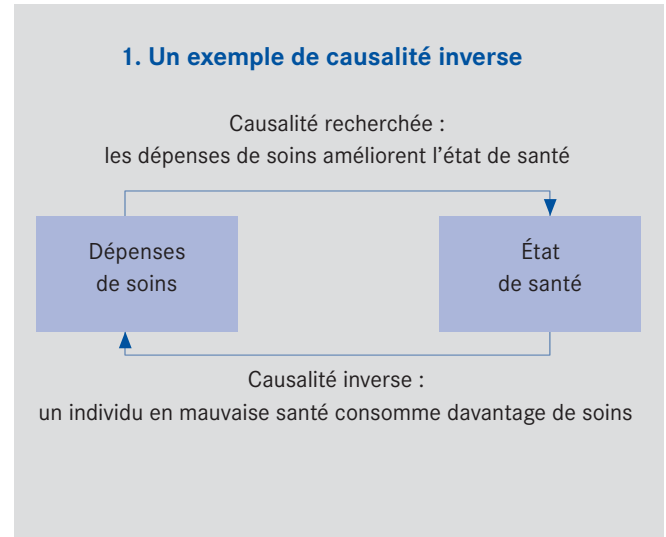 1. Un exemple de causalité inverse
Causalité recherchée :
les dépenses de soins améliorent l’état de santé
Dépenses
de soins
État
de santé
Causalité inverse :
un individu en mauvaise santé consomme davantage de soins